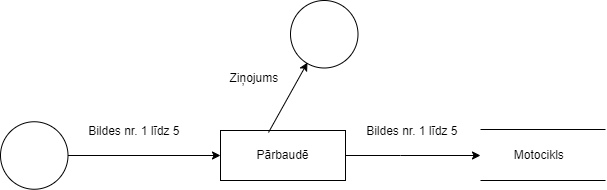 Ziņojums
Bildes nr. 1 līdz 5
Bildes nr. 1 līdz 5
Pārbaudē
Motocikls